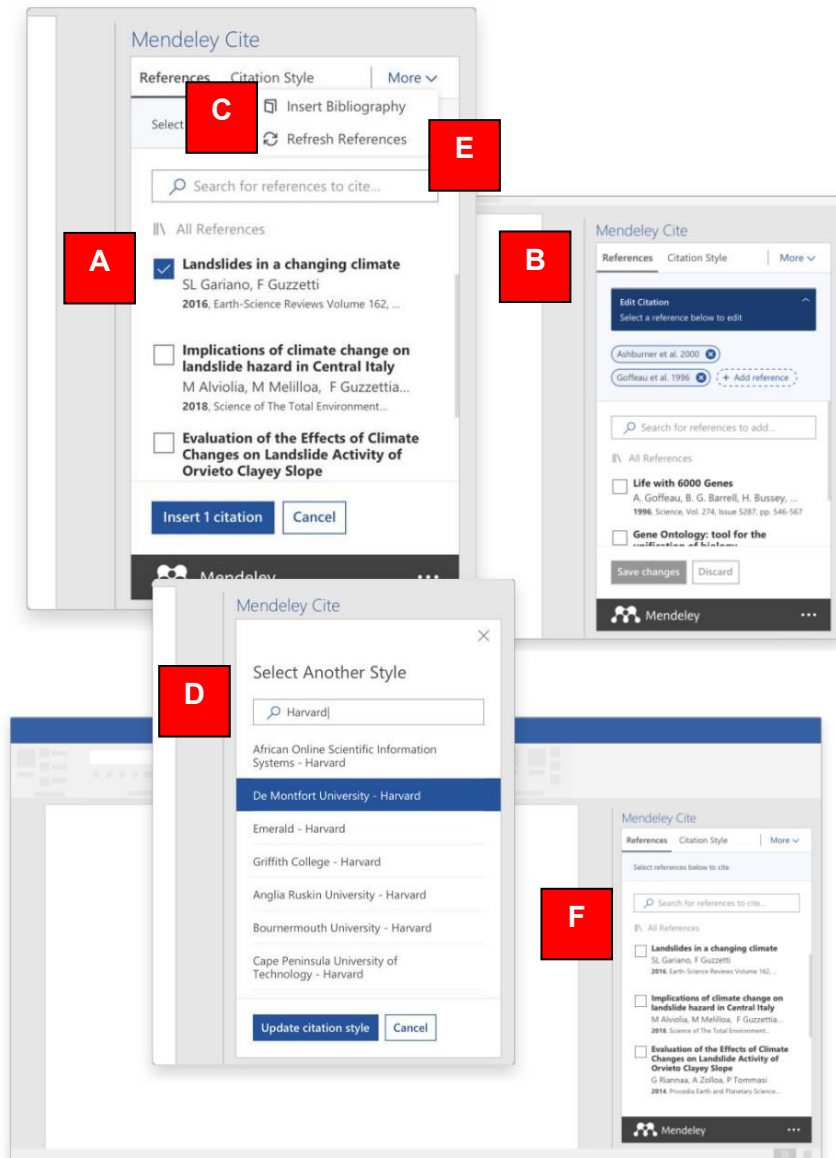 Mendeley Cite
References Citation Style More
C
Insert Bibliography
Select
Refresh References
E
Search for references to cite...
All References
A
Landslides in a changing climate
SL Gariano, F Guzzetti
2016, Earth-Science Reviews Volume 162, ...
Implications of climate change on
landslide hazard in Central Italy
M Alviolia, M Melilloa, F Guzzettia...
2018, Science of The Total Environment...
Evaluation of the Effects of Climate
Changes on Landslide Activity of
Orvieto Clayey Slope
Insert 1 citation Cancel
Mendeley ...
B
Mendeley Cite
References Citation Style More
Edit Citation
Select a reference below to edit
Ashburner et al. 2000
Goffeau et al. 1996 + Add reference
Search for references to add...
All References
Life with 6000 Genes
A. Goffeau, B. G. Barrell, H. Bussey, ...
1996, Science, Vol. 274, Issue 5287, pp. 546-567
Gene Ontology: tool for the
unification of biology
Save changes Discard
Mendeley ...
Mendeley Cite
D
Select Another Style
Harvard
African Online Scientific Information
Systems - Harvard
De Montfort University - Harvard
Emerald - Harvard
Griffith College - Harvard
Anglia Ruskin University - Harvard
Bournermouth University - Harvard
Cape Peninsula University of
Technology - Harvard
Update citation style Cancel
Mendeley Cite
References Citation Style More
Select references below to cite.
F
Search for references to cite...
All References
Landslides in a changing climate
SL Gariano, F Guzzetti
2016, Earth-Science Reviews Volume 162, ...
Implications of climate change on
landslide hazard in Central Italy
M Alviolia, M Melilloa, F Guzzettia...
2018, Science of The Total Environment...
Evaluation of the Effects of Climate
Changes on Landslide Activity of
Orvieto Clayey Slope
G Riannaa, A Zolloa, P Tommasi
2014, Procedia Earth and Planetary Science...
Mendeley ...